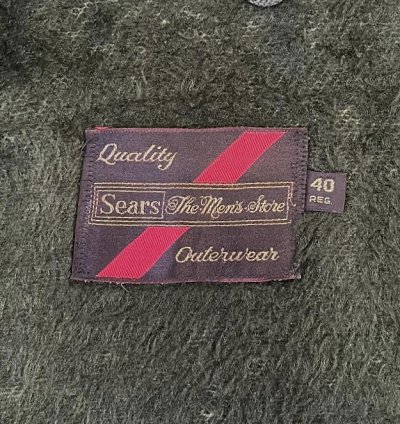 Quality
Sears The Men's Store
40
REG.
Outerwear